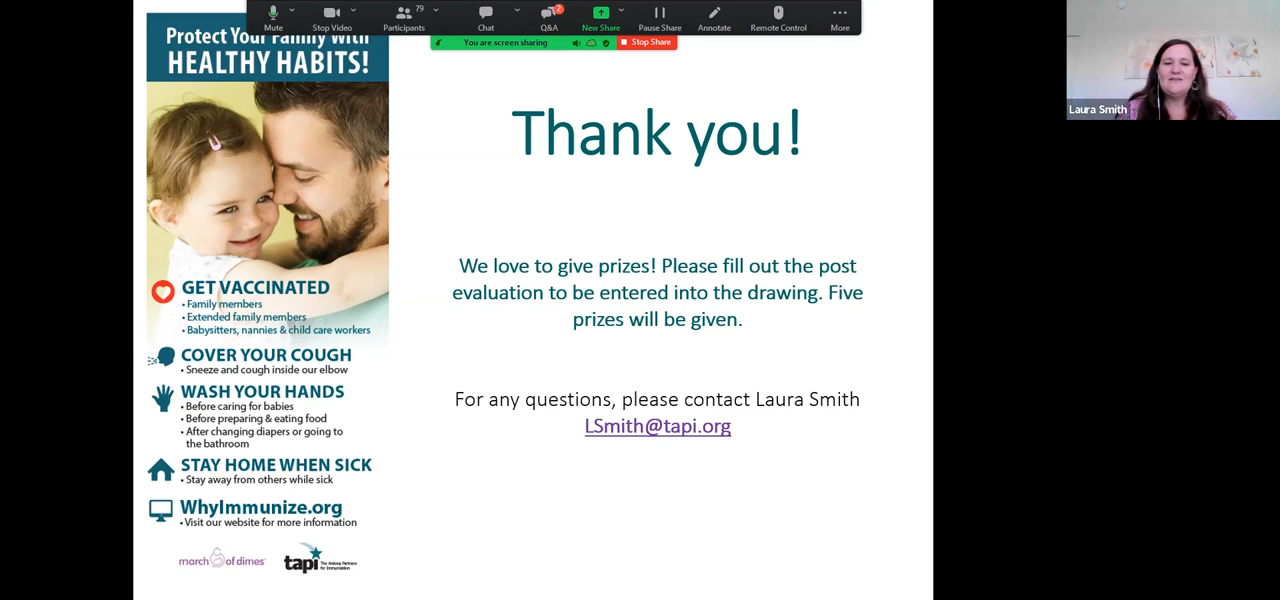 Mute
Stop Video
Participants
79
Chat
Q&A
2
New Share
Pause Share
Annotate
Remote Control
More
You are screen sharing
Stop Share
Laura Smith
Protect Your Family With
HEALTHY HABITS!
GET VACCINATED
• Family members
• Extended family members
• Babysitters, nannies & child care workers
COVER YOUR COUGH
• Sneeze and cough inside our elbow
WASH YOUR HANDS
• Before caring for babies
• Before preparing & eating food
• After changing diapers or going to
the bathroom
STAY HOME WHEN SICK
• Stay away from others while sick
WhyImmunize.org
• Visit our website for more information
march of dimes
tapi
The Arizona Partnership
for Immunization
Thank you!
We love to give prizes! Please fill out the post
evaluation to be entered into the drawing. Five
prizes will be given.
For any questions, please contact Laura Smith
LSmith@tapi.org